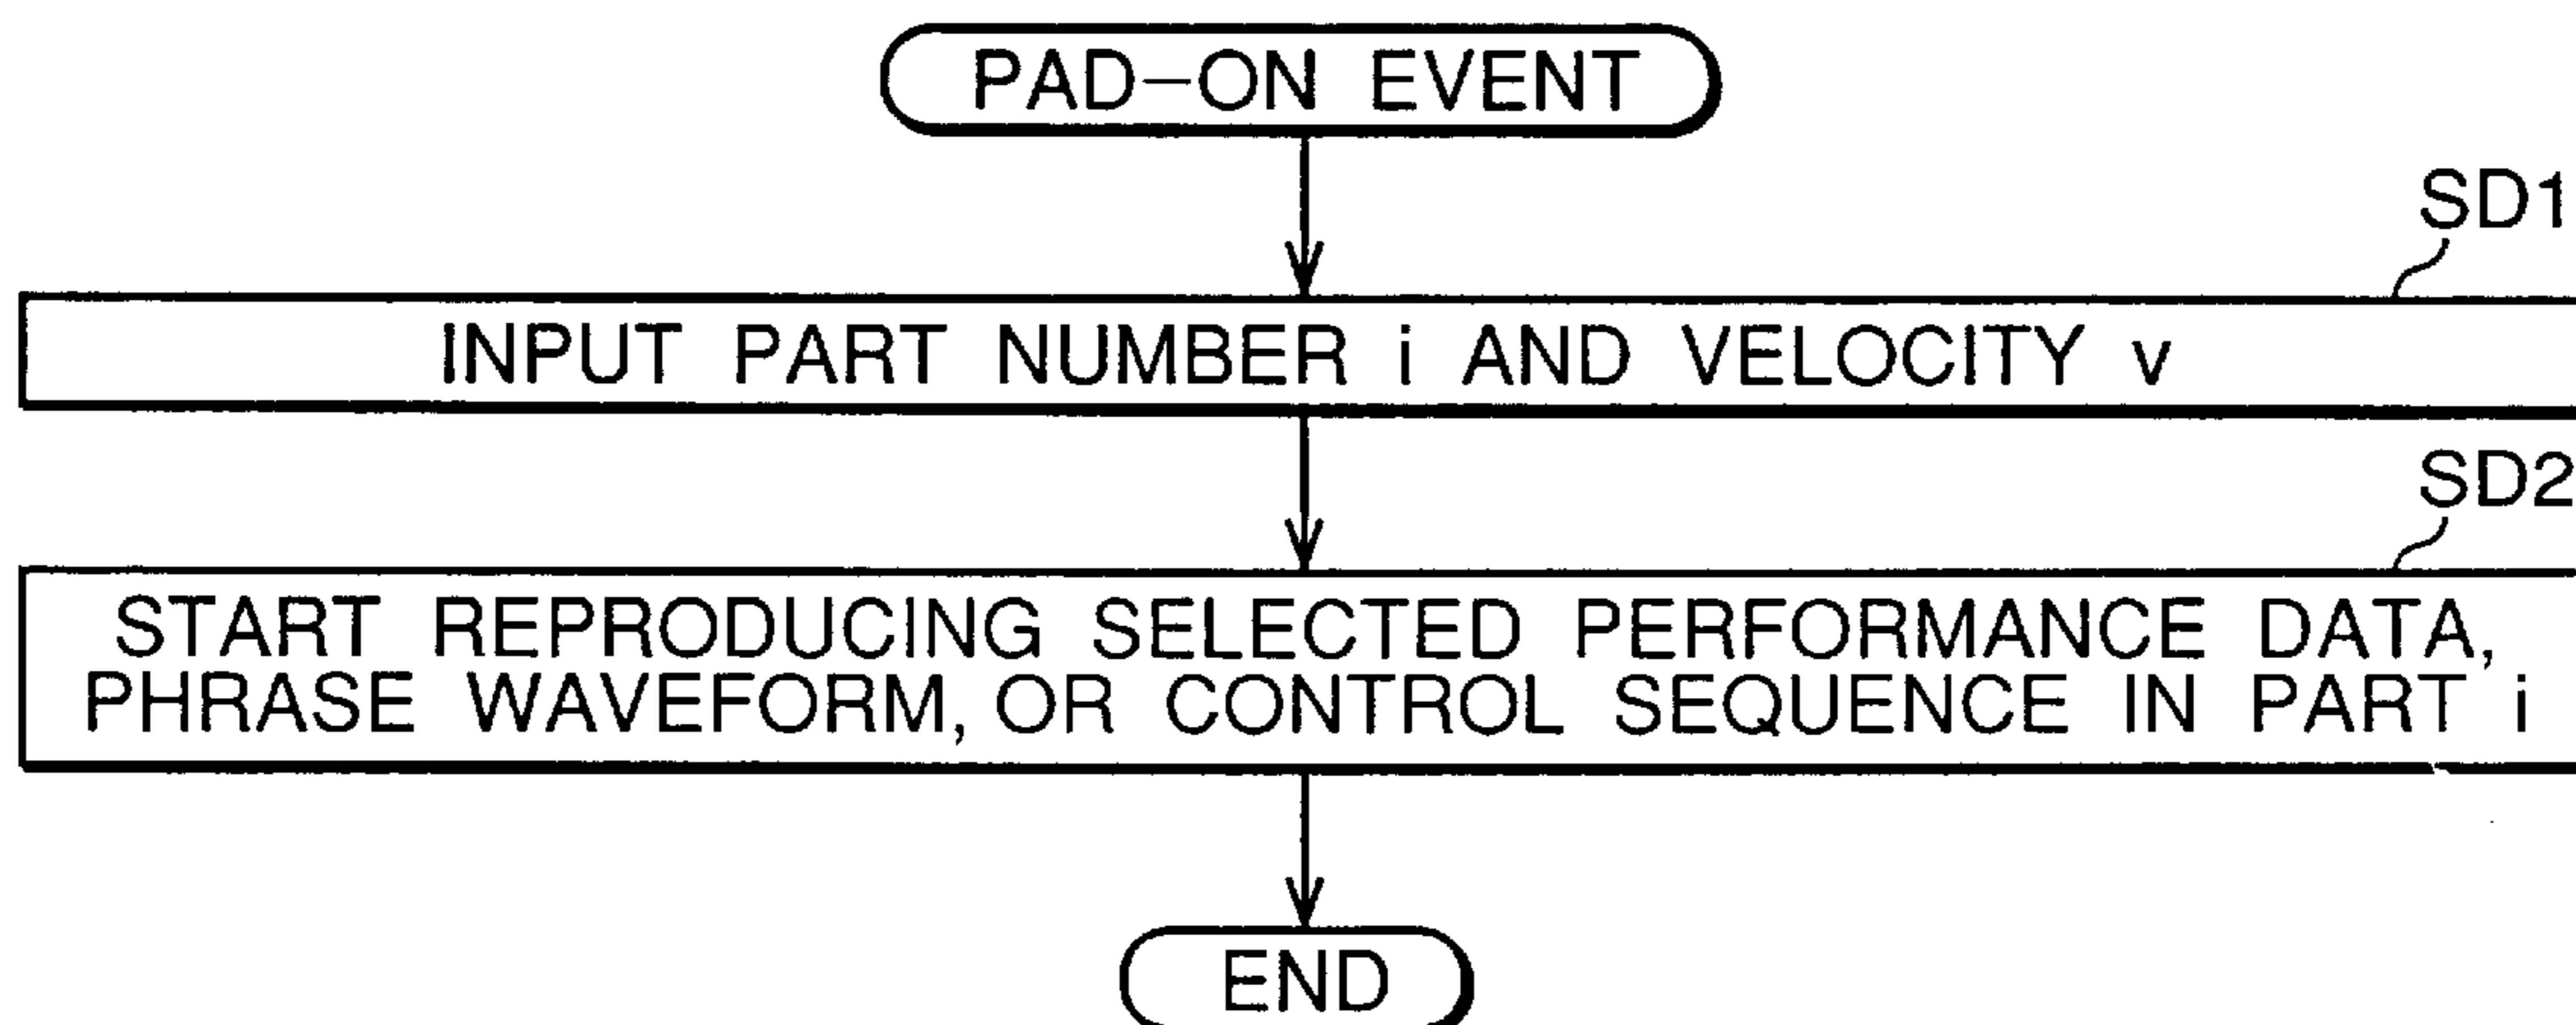 PAD-ON EVENT
SD1
INPUT PART NUMBER i AND VELOCITY v
SD2
START REPRODUCING SELECTED PERFORMANCE DATA,
PHRASE WAVEFORM, OR CONTROL SEQUENCE IN PART i
END